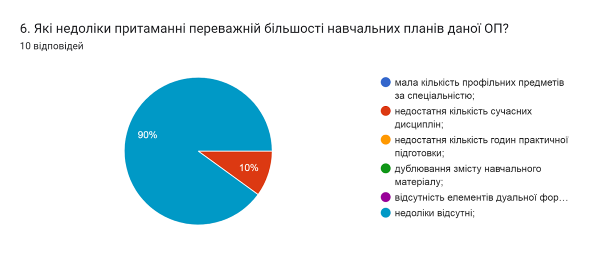 6. Які недоліки притаманні переважній більшості навчальних планів даної ОП?
10 відповідей
90%
10%
мала кількість профільних предметів
за спеціальністю;
недостатня кількість сучасних
дисциплін;
недостатня кількість годин практичної
підготовки;
дублювання змісту навчального
матеріалу;
відсутність елементів дуальної фор…
недоліки відсутні;